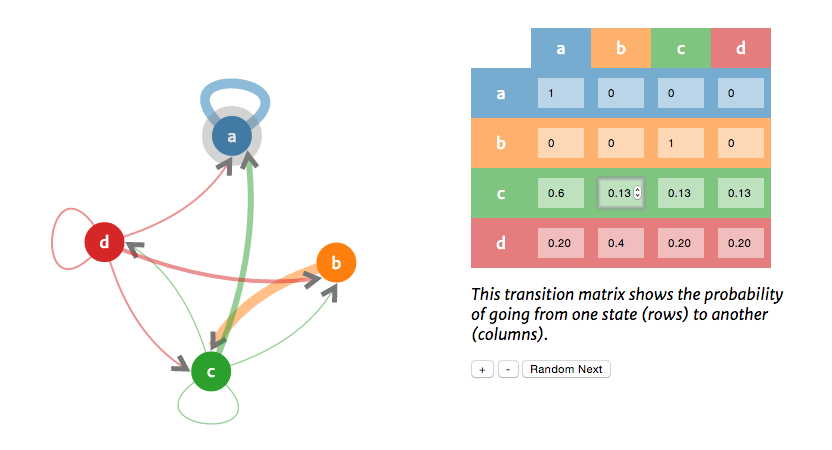 a b c d
a 1 0 0 0
b 0 0 1 0
c 0.6 0.13 0.13 0.13
d 0.20 0.4 0.20 0.20
a
d
b
c
This transition matrix shows the probability
of going from one state (rows) to another
(columns).
+ - Random Next